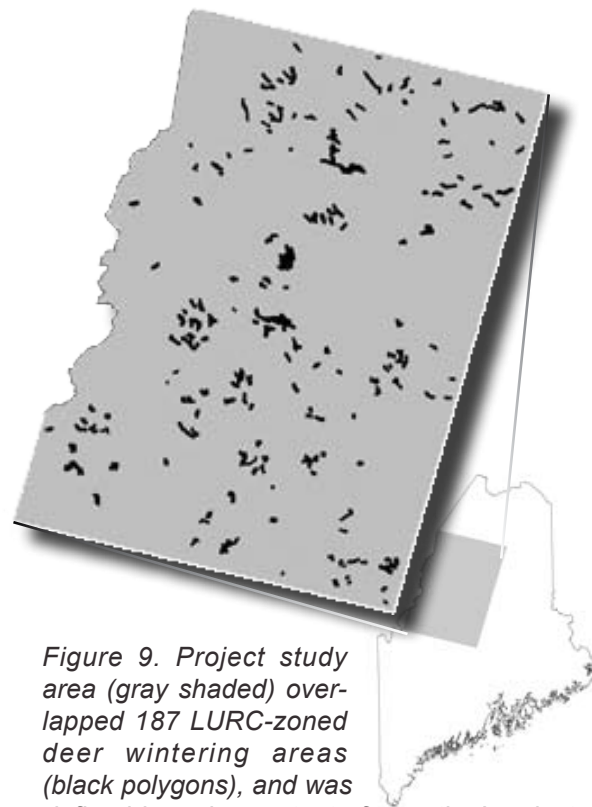 Figure 9. Project study
area (gray shaded) over-
lapped 187 LURC-zoned
deer wintering areas
(black polygons), and was